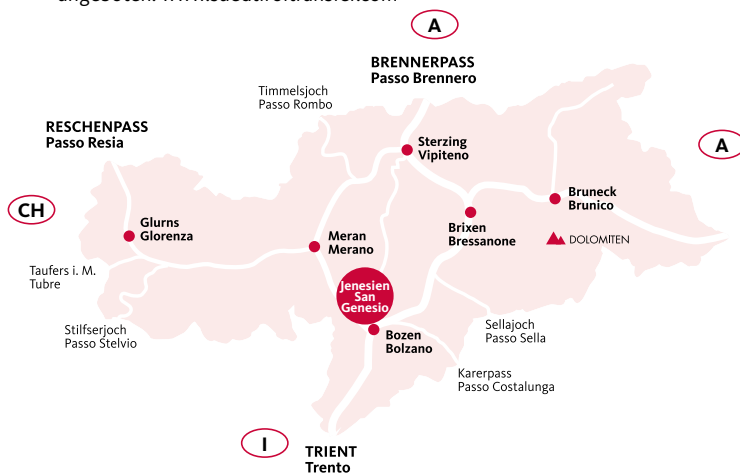 A
BRENNERPASS
Passo Brennero
Timmelsjoch
Passo Rombo
RESCHENPASS
Passo Resia
Sterzing
Vipiteno
A
CH
Bruneck
Brunico
Glurns
Glorenza
Meran
Merano
Brixen
Bressanone
DOLOMITEN
Taufers i. M.
Tubre
Jenesien
San
Genesio
Stilfserjoch
Passo Stelvio
Sellajoch
Passo Sella
Bozen
Bolzano
Karerpass
Passo Costalunga
I
TRIENT
Trento